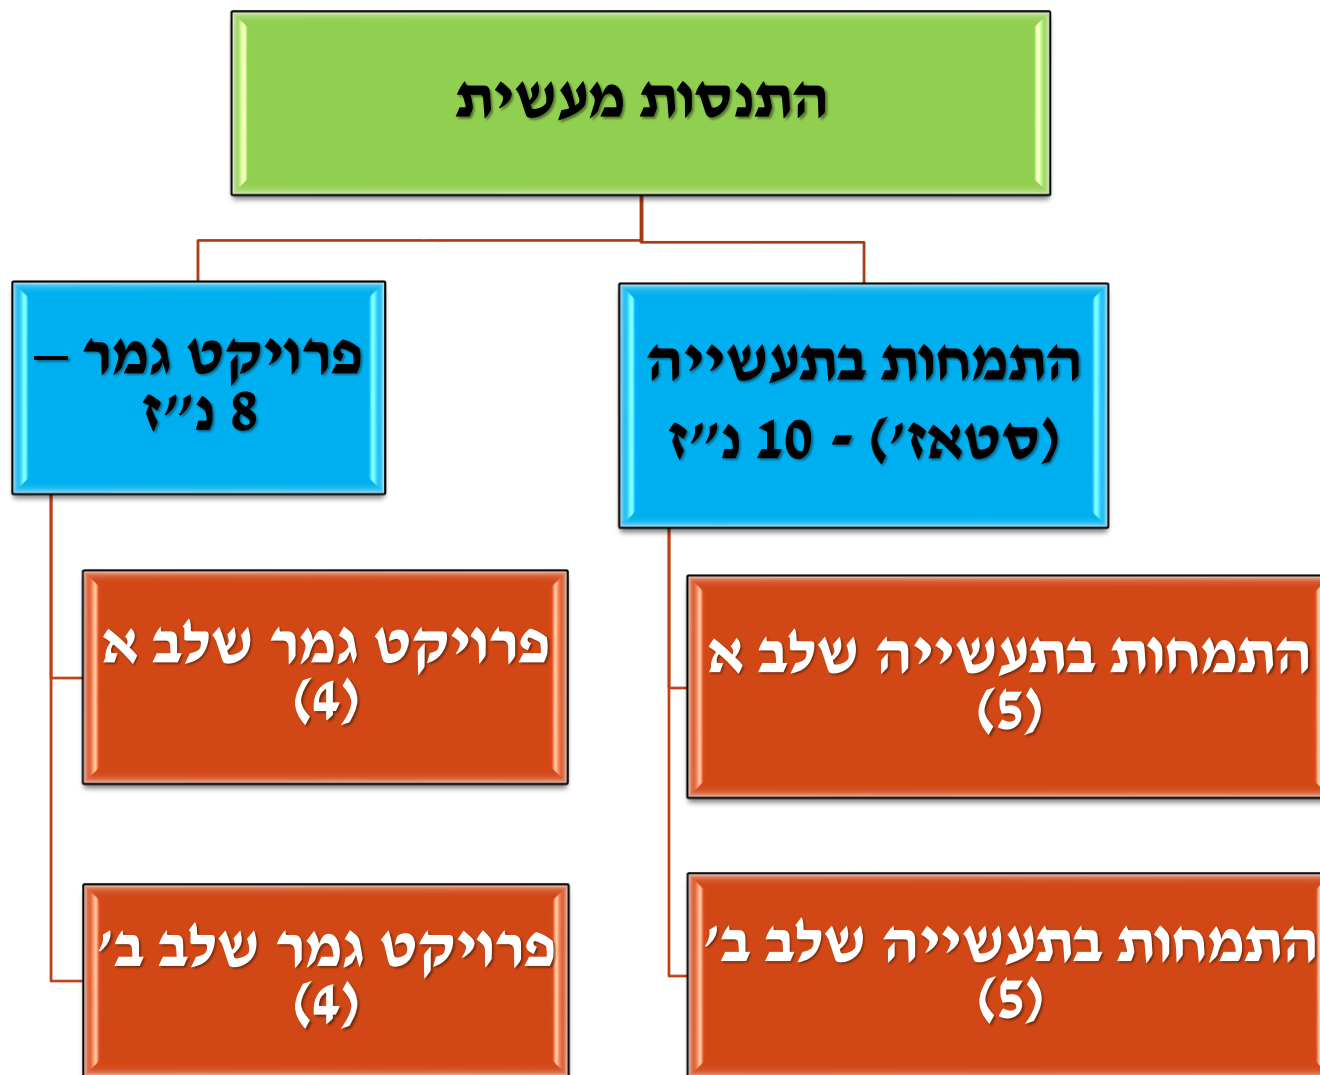 התנסות מעשית
התמחות בתעשייה
(סטאז') - 10 נ"ז
פרויקט גמר –
8 נ"ז
התמחות בתעשייה שלב א
(5)
התמחות בתעשייה שלב ב'
(5)
פרויקט גמר שלב א
(4)
פרויקט גמר שלב ב'
(4)